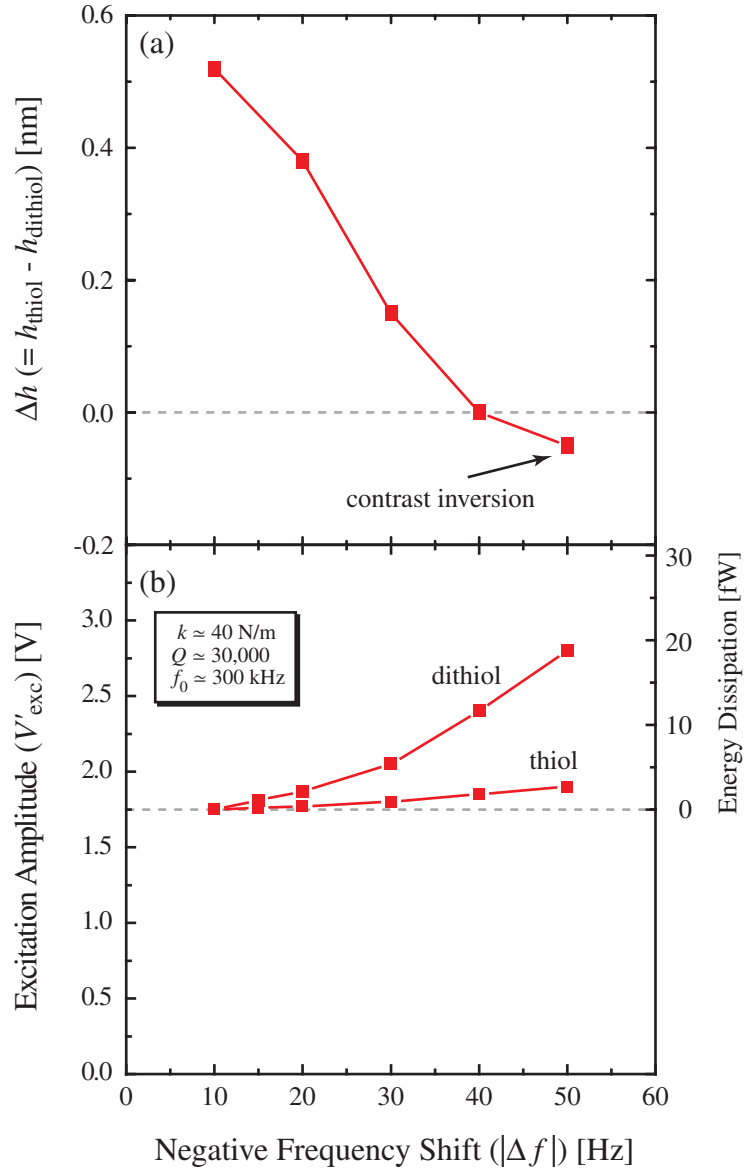 (a)
0.6
0.4
0.2
0.0
-0.2
Δh (= h_thiol - h_dithiol) [nm]
contrast inversion
(b)
k ≃ 40 N/m
Q ≃ 30,000
f_0 ≃ 300 kHz
dithiol
thiol
3.0
2.5
2.0
1.5
1.0
0.5
0.0
Excitation Amplitude (V'_exc) [V]
30
20
10
0
Energy Dissipation [fW]
0 10 20 30 40 50 60
Negative Frequency Shift (|Δf|) [Hz]